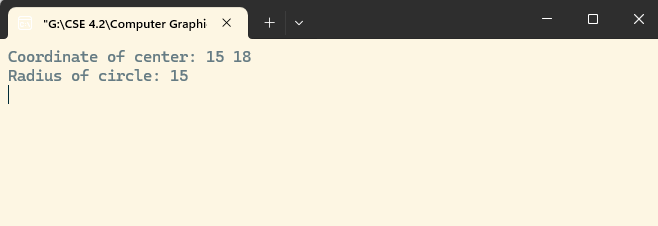 "G:\CSE 4.2\Computer Graphi
Coordinate of center: 15 18
Radius of circle: 15